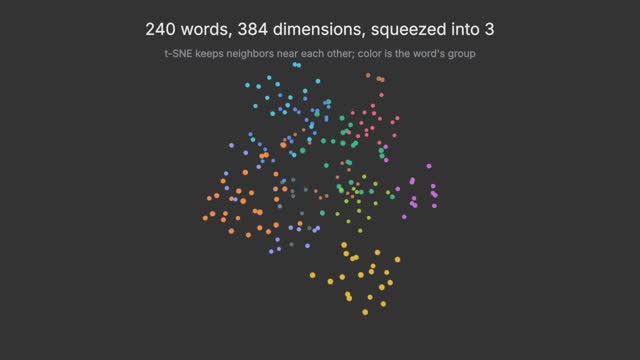 240 words, 384 dimensions, squeezed into 3
t-SNE keeps neighbors near each other; color is the word's group